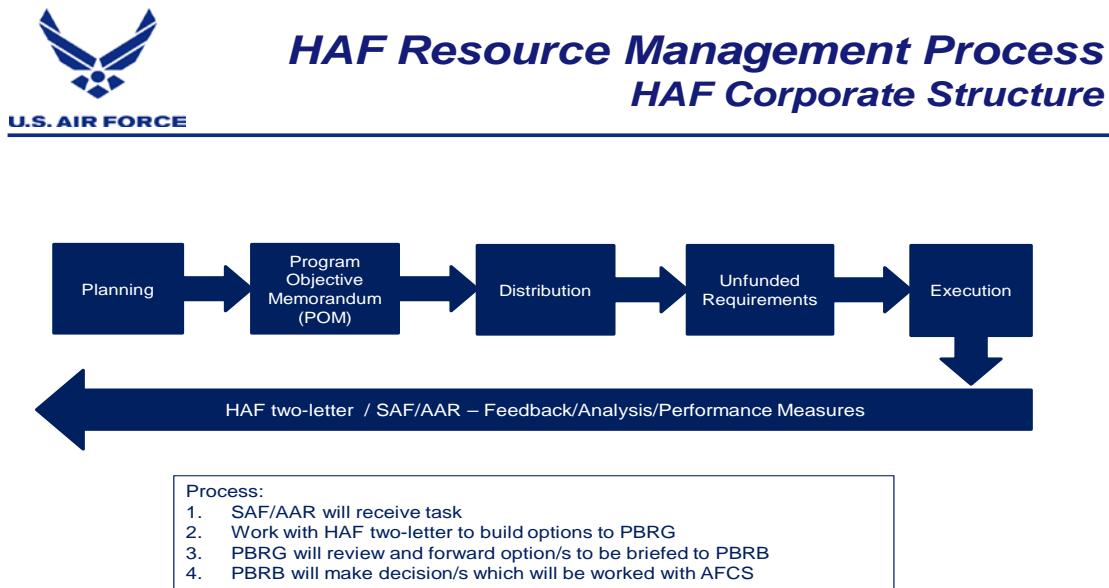 HAF Resource Management Process
HAF Corporate Structure
U.S. AIR FORCE
Planning
Program
Objective
Memorandum
(POM)
Distribution
Unfunded
Requirements
Execution
HAF two-letter / SAF/AAR – Feedback/Analysis/Performance Measures
Process:
1. SAF/AAR will receive task
2. Work with HAF two-letter to build options to PBRG
3. PBRG will review and forward option/s to be briefed to PBRB
4. PBRB will make decision/s which will be worked with AFCS